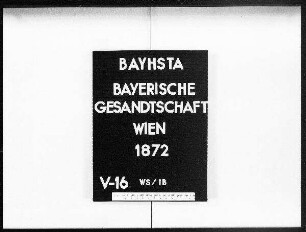 BAYHSTA
BAYERISCHE
GESANDTSCHAFT
WIEN
1872
V-16 WS/1B